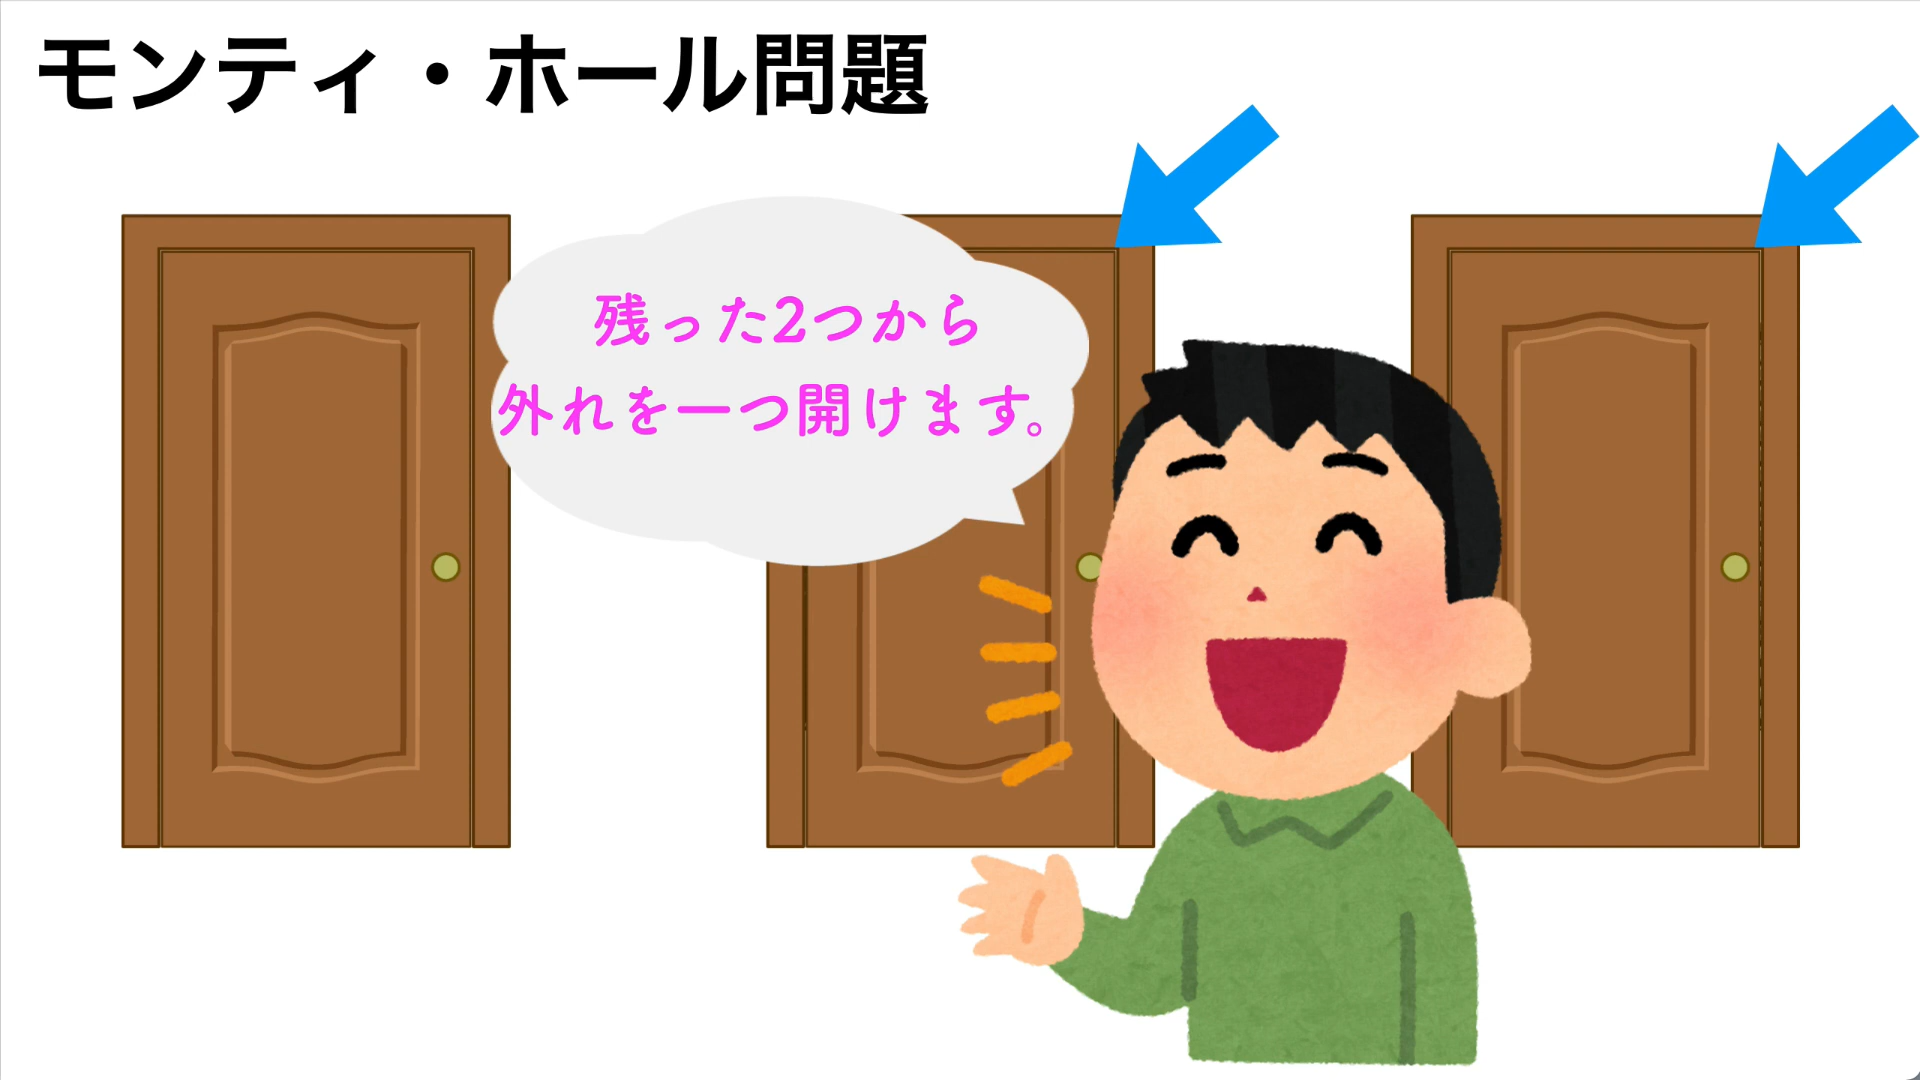 モンティ・ホール問題
残った2つから
外れを一つ開けます。